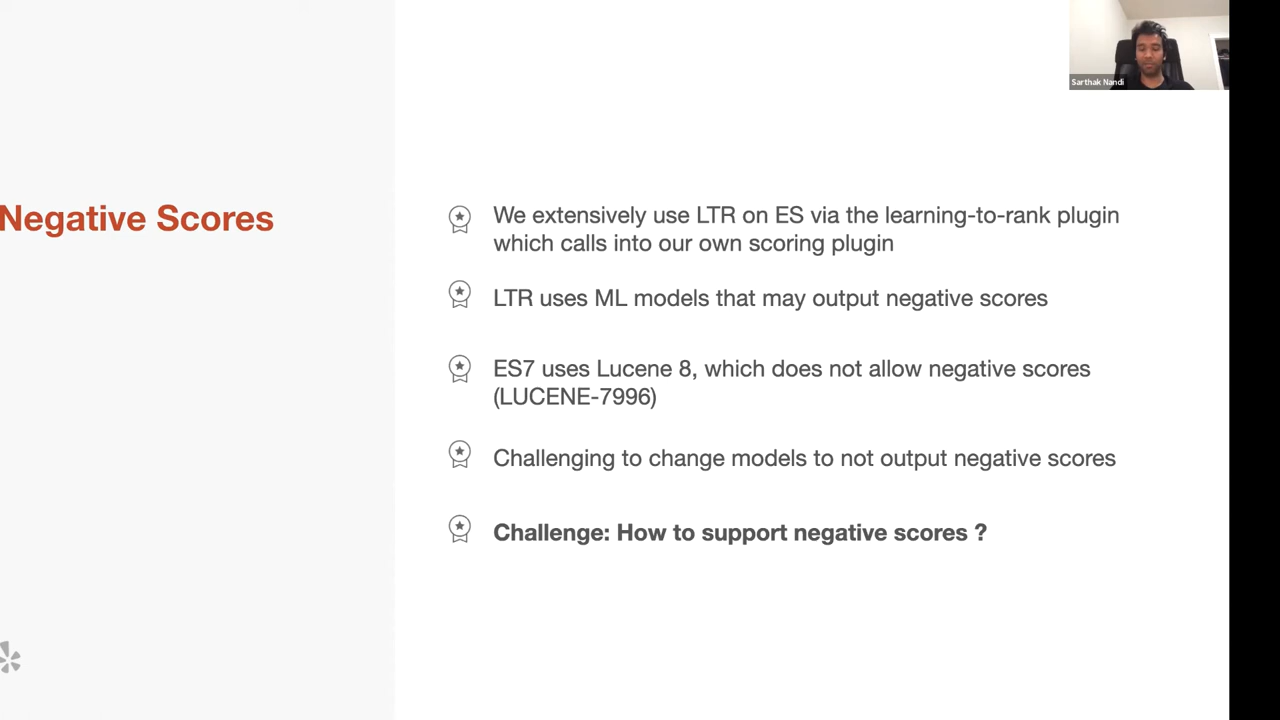 Sarthak Nandi
Negative Scores
We extensively use LTR on ES via the learning-to-rank plugin
which calls into our own scoring plugin
LTR uses ML models that may output negative scores
ES7 uses Lucene 8, which does not allow negative scores
(LUCENE-7996)
Challenging to change models to not output negative scores
Challenge: How to support negative scores ?